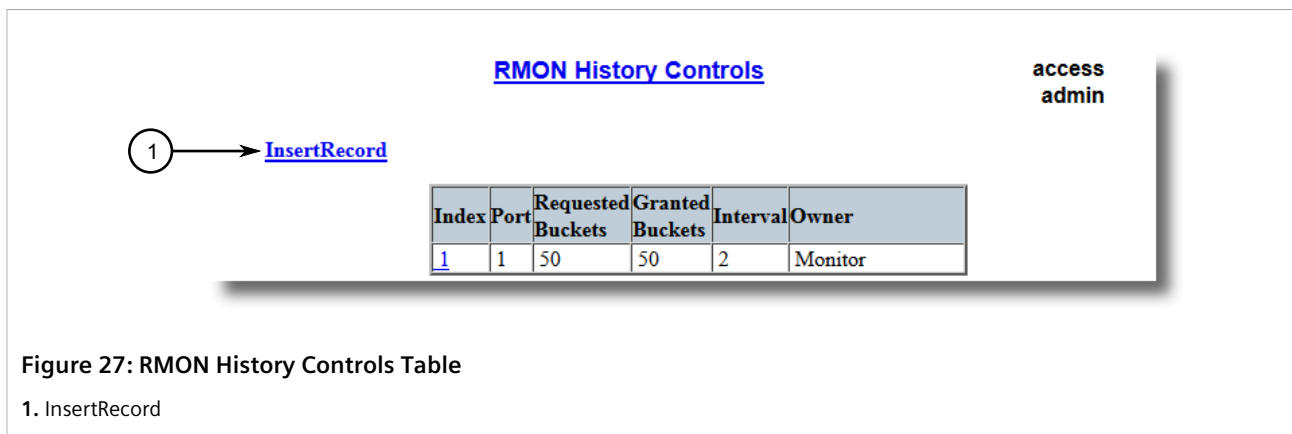 RMON History Controls
access
admin
1
InsertRecord
Index Port Requested Buckets Granted Buckets Interval Owner
1 1 50 50 2 Monitor
Figure 27: RMON History Controls Table
1. InsertRecord